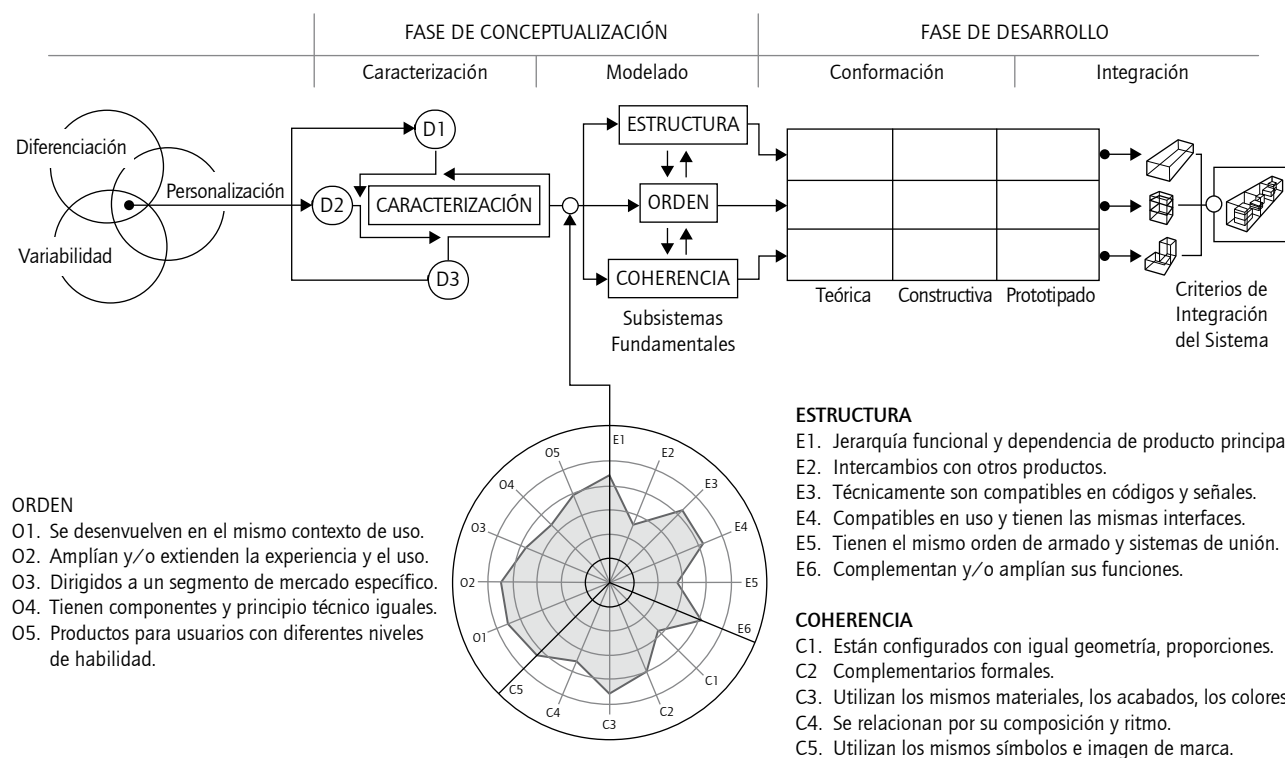 FASE DE CONCEPTUALIZACIÓN
FASE DE DESARROLLO
Caracterización
Modelado
Conformación
Integración
Diferenciación
Personalización
Variabilidad
D1
D2
CARACTERIZACIÓN
D3
ESTRUCTURA
ORDEN
COHERENCIA
Subsistemas
Fundamentales
Teórica
Constructiva
Prototipado
Criterios de
Integración
del Sistema
ORDEN
O1. Se desenvuelven en el mismo contexto de uso.
O2. Amplían y/o extienden la experiencia y el uso.
O3. Dirigidos a un segmento de mercado específico.
O4. Tienen componentes y principio técnico iguales.
O5. Productos para usuarios con diferentes niveles
de habilidad.
E1
E2
E3
E4
E5
E6
C1
C2
C3
C4
C5
O1
O2
O3
O4
O5
ESTRUCTURA
E1. Jerarquía funcional y dependencia de producto principa
E2. Intercambios con otros productos.
E3. Técnicamente son compatibles en códigos y señales.
E4. Compatibles en uso y tienen las mismas interfaces.
E5. Tienen el mismo orden de armado y sistemas de unión.
E6. Complementan y/o amplían sus funciones.
COHERENCIA
C1. Están configurados con igual geometría, proporciones.
C2 Complementarios formales.
C3. Utilizan los mismos materiales, los acabados, los colores
C4. Se relacionan por su composición y ritmo.
C5. Utilizan los mismos símbolos e imagen de marca.